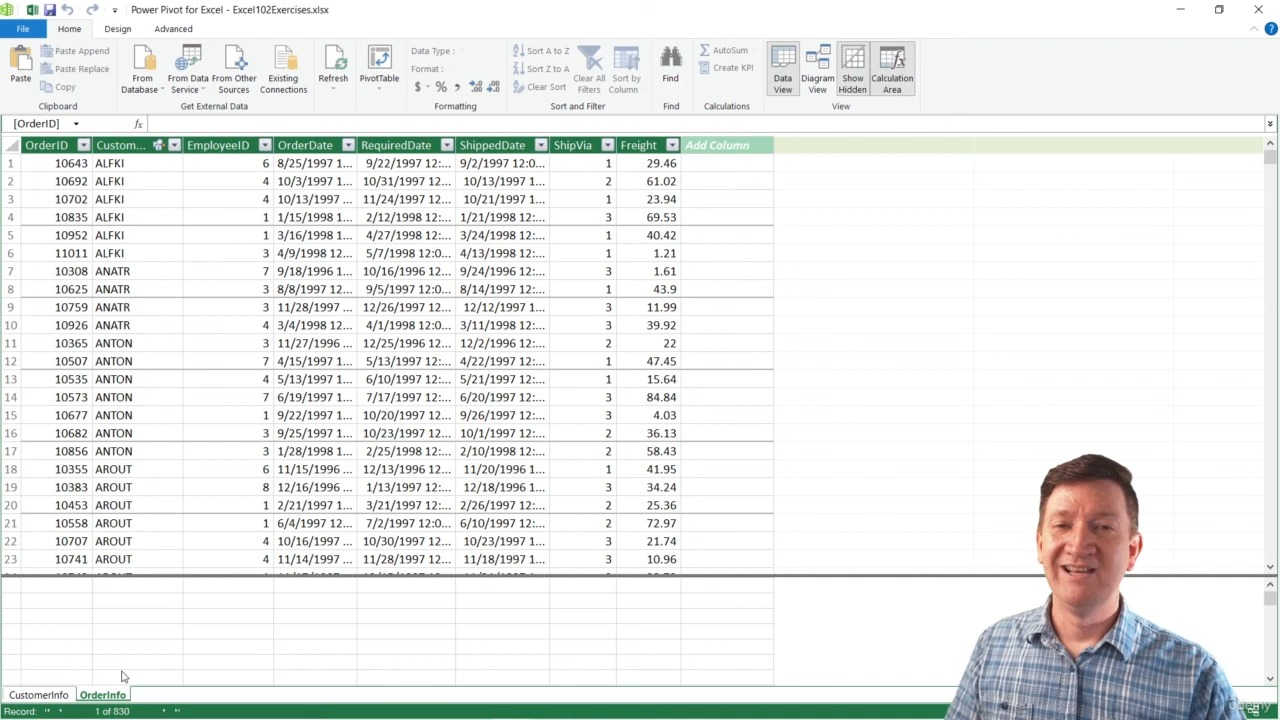 Power Pivot for Excel - Excel102Exercises.xlsx
File Home Design Advanced
Paste Paste Append Paste Replace Copy Clipboard
From Database From Data Service From Other Sources Existing Connections Get External Data
Refresh PivotTable
Data Type : Format : $ % , Formatting
Sort A to Z Sort Z to A Clear Sort Clear All Filters Sort by Column Sort and Filter
Find Find
AutoSum Create KPI Calculations
Data View Diagram View Show Hidden Calculation Area View
[OrderID] fx
OrderID Custom... EmployeeID OrderDate RequiredDate ShippedDate ShipVia Freight Add Column
1 10643 ALFKI 6 8/25/1997 1... 9/22/1997 12:... 9/2/1997 12:0... 1 29.46
2 10692 ALFKI 4 10/3/1997 1... 10/31/1997 12... 10/13/1997 1... 2 61.02
3 10702 ALFKI 4 10/13/1997 ... 11/24/1997 12... 10/21/1997 1... 1 23.94
4 10835 ALFKI 1 1/15/1998 1... 2/12/1998 12:... 1/21/1998 12:... 3 69.53
5 10952 ALFKI 1 3/16/1998 1... 4/27/1998 12:... 3/24/1998 12:... 1 40.42
6 11011 ALFKI 3 4/9/1998 12... 5/7/1998 12:0... 4/13/1998 12:... 1 1.21
7 10308 ANATR 7 9/18/1996 1... 10/16/1996 12... 9/24/1996 12:... 3 1.61
8 10625 ANATR 3 8/8/1997 12... 9/5/1997 12:0... 8/14/1997 12:... 1 43.9
9 10759 ANATR 3 11/28/1997 ... 12/26/1997 12... 12/12/1997 1... 3 11.99
10 10926 ANATR 4 3/4/1998 12... 4/1/1998 12:0... 3/11/1998 12:... 3 39.92
11 10365 ANTON 3 11/27/1996 ... 12/25/1996 12... 12/2/1996 12:... 2 22
12 10507 ANTON 7 4/15/1997 1... 5/13/1997 12:... 4/22/1997 12:... 1 47.45
13 10535 ANTON 4 5/13/1997 1... 6/10/1997 12:... 5/21/1997 12:... 1 15.64
14 10573 ANTON 7 6/19/1997 1... 7/17/1997 12:... 6/20/1997 12:... 3 84.84
15 10677 ANTON 1 9/22/1997 1... 10/20/1997 12... 9/26/1997 12:... 3 4.03
16 10682 ANTON 3 9/25/1997 1... 10/23/1997 12... 10/1/1997 12:... 2 36.13
17 10856 ANTON 3 1/28/1998 1... 2/25/1998 12:... 2/10/1998 12:... 2 58.43
18 10355 AROUT 6 11/15/1996 ... 12/13/1996 12... 11/20/1996 1... 1 41.95
19 10383 AROUT 8 12/16/1996 ... 1/13/1997 12:... 12/18/1996 1... 3 34.24
20 10453 AROUT 1 2/21/1997 1... 3/21/1997 12:... 2/26/1997 12:... 2 25.36
21 10558 AROUT 1 6/4/1997 12... 7/2/1997 12:0... 6/10/1997 12:... 2 72.97
22 10707 AROUT 4 10/16/1997 ... 10/30/1997 12... 10/23/1997 1... 3 21.74
23 10741 AROUT 4 11/14/1997 ... 11/28/1997 12... 11/18/1997 1... 3 10.96
CustomerInfo OrderInfo
Record: 1 of 830
Udemy